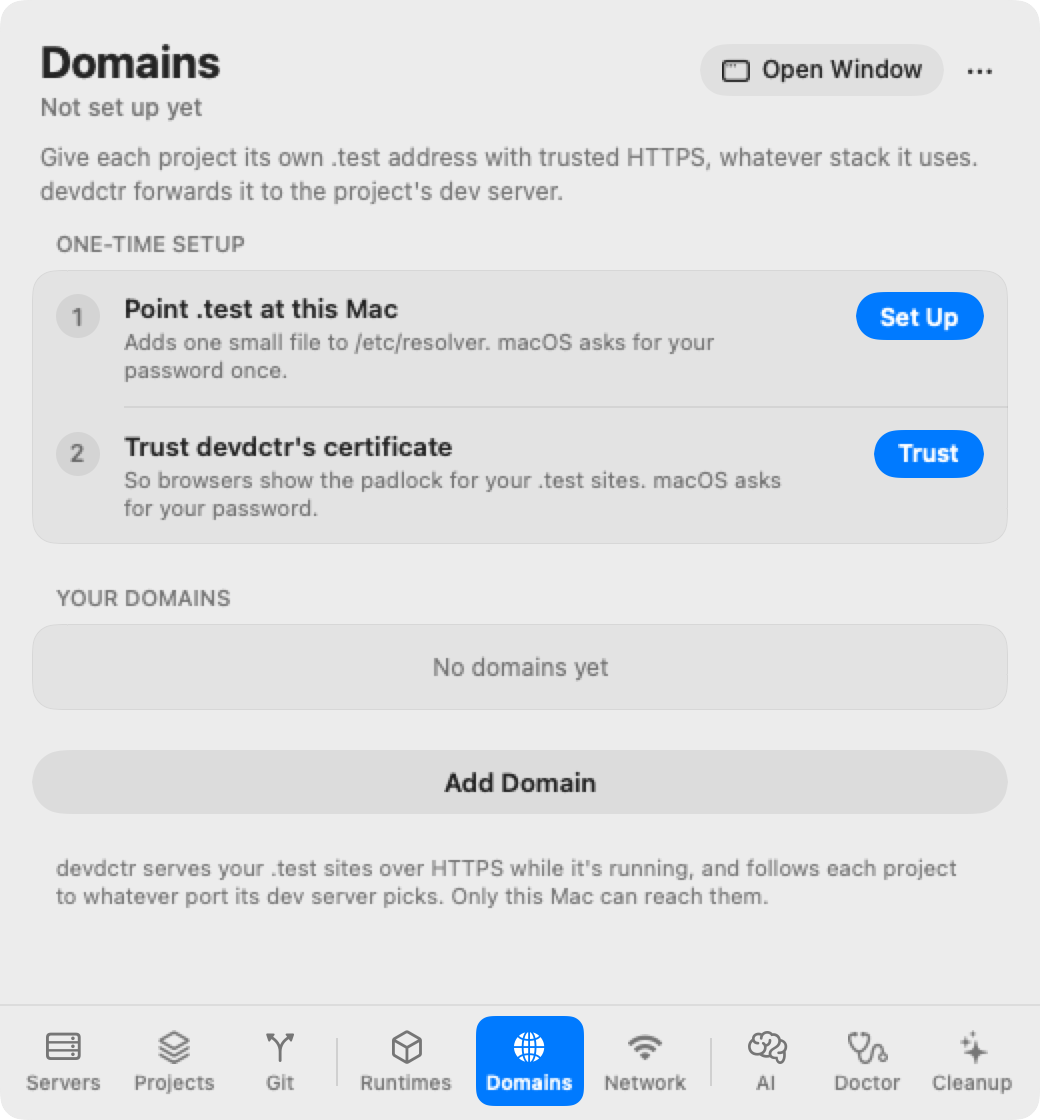 Domains
Open Window
Not set up yet
Give each project its own .test address with trusted HTTPS, whatever stack it uses.
devdctr forwards it to the project's dev server.
ONE-TIME SETUP
1
Point .test at this Mac
Set Up
Adds one small file to /etc/resolver. macOS asks for your
password once.
2
Trust devdctr's certificate
Trust
So browsers show the padlock for your .test sites. macOS asks
for your password.
YOUR DOMAINS
No domains yet
Add Domain
devdctr serves your .test sites over HTTPS while it's running, and follows each project
to whatever port its dev server picks. Only this Mac can reach them.
Servers
Projects
Git
Runtimes
Domains
Network
AI
Doctor
Cleanup